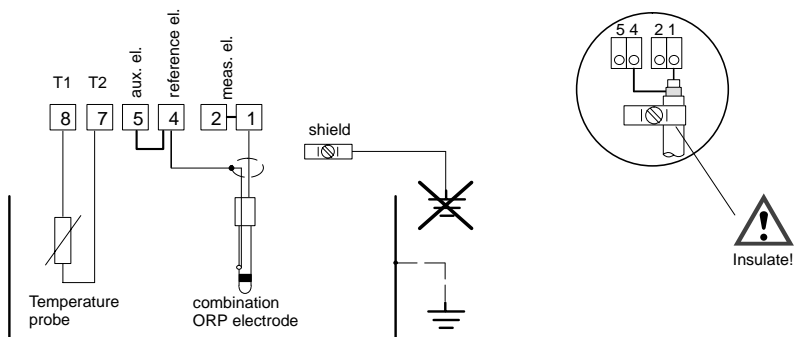 T1 T2
aux. el.
reference el.
meas. el.
8 7 5 4 2 1
shield
Temperature
probe
combination
ORP electrode
5 4 2 1
Insulate!